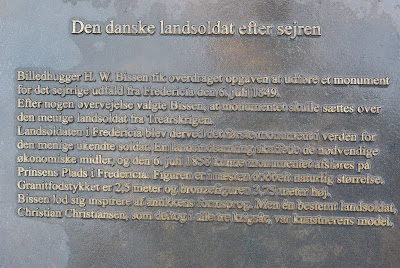 Den danske landsoldat efter sejren
Billedhugger H. W. Bissen fik overdraget opgaven at udføre et monument
for det sejrrige udfald fra Fredericia den 6. juli 1849.
Efter nogen overvejelse valgte Bissen, at monumentet skulle sættes over
den menige landsoldat fra Treårskrigen.
Landsoldaten i Fredericia blev derved det første monument i verden for
den menige ukendte soldat. En landsindsamling skaffede de nødvendige
økonomiske midler, og den 6. juli 1858 kunne monumentet afsløres på
Prinsens Plads i Fredericia. Figuren er i næsten dobbelt naturlig størrelse.
Granitfodstykket er 2,5 meter og bronzefiguren 3,75 meter høj.
Bissen lod sig inspirere af antikkens formsprog. Men en bestemt landsoldat,
Christian Christiansen, som deltog i alle tre krigsår, var kunstnerens model.